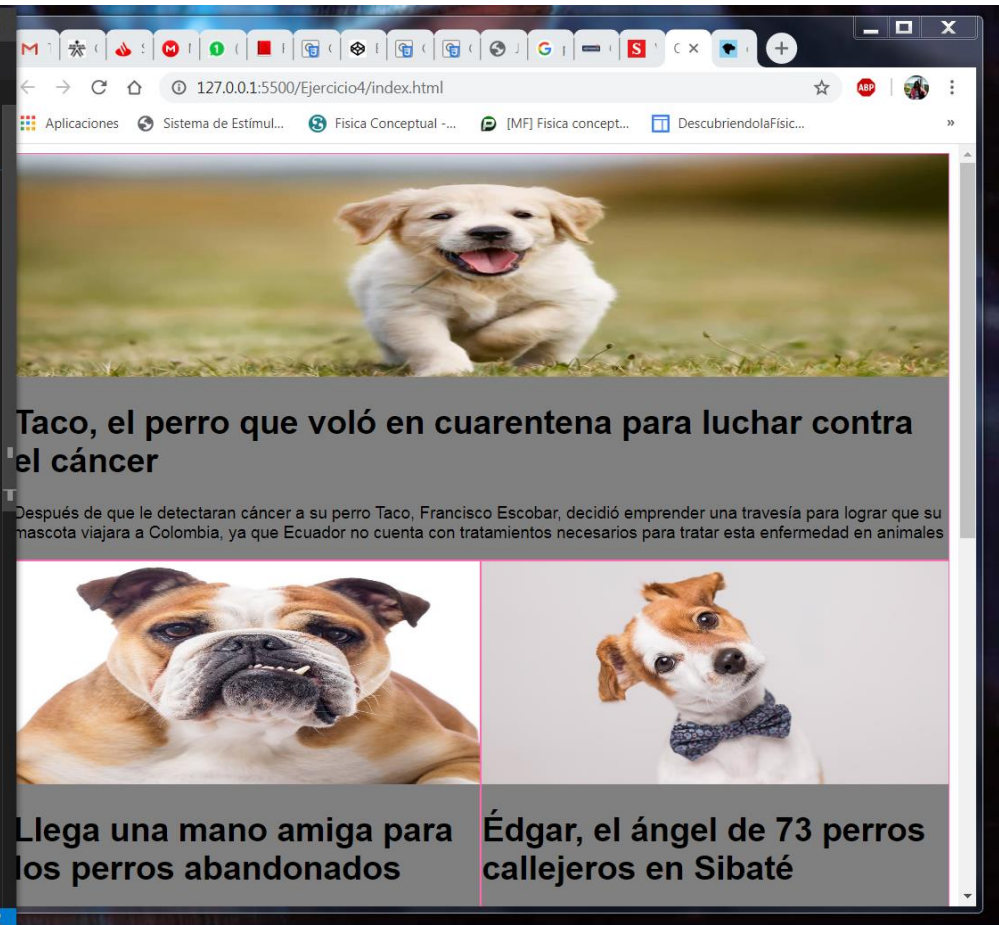 127.0.0.1:5500/Ejercicio4/index.html
ABP
Aplicaciones Sistema de Estímul... Fisica Conceptual -... [MF] Fisica concept... DescubriendolaFísic... »
Taco, el perro que voló en cuarentena para luchar contra
el cáncer
Después de que le detectaran cáncer a su perro Taco, Francisco Escobar, decidió emprender una travesía para lograr que su
mascota viajara a Colombia, ya que Ecuador no cuenta con tratamientos necesarios para tratar esta enfermedad en animales
Llega una mano amiga para
los perros abandonados
Édgar, el ángel de 73 perros
callejeros en Sibaté